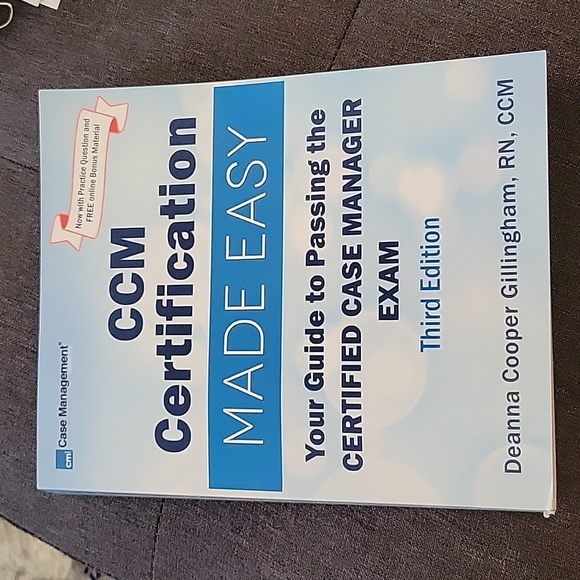 cmi Case Management®
Now with Practice Question and
FREE online Bonus Material
CCM
Certification
MADE EASY
Your Guide to Passing the
CERTIFIED CASE MANAGER
EXAM
Third Edition
Deanna Cooper Gillingham, RN, CCM